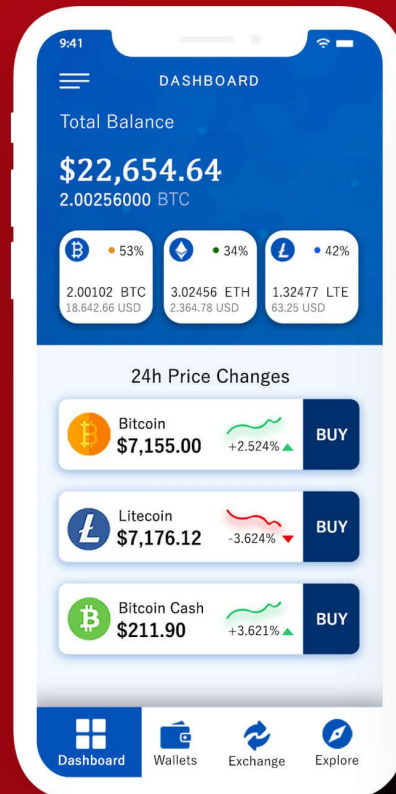 9:41
DASHBOARD
Total Balance
$22,654.64
2.00256000 BTC
53%
2.00102 BTC
18.642.66 USD
34%
3.02456 ETH
2.364.78 USD
42%
1.32477 LTE
63.25 USD
24h Price Changes
Bitcoin
$7,155.00
+2.524%
BUY
Litecoin
$7,176.12
-3.624%
BUY
Bitcoin Cash
$211.90
+3.621%
BUY
Dashboard
Wallets
Exchange
Explore